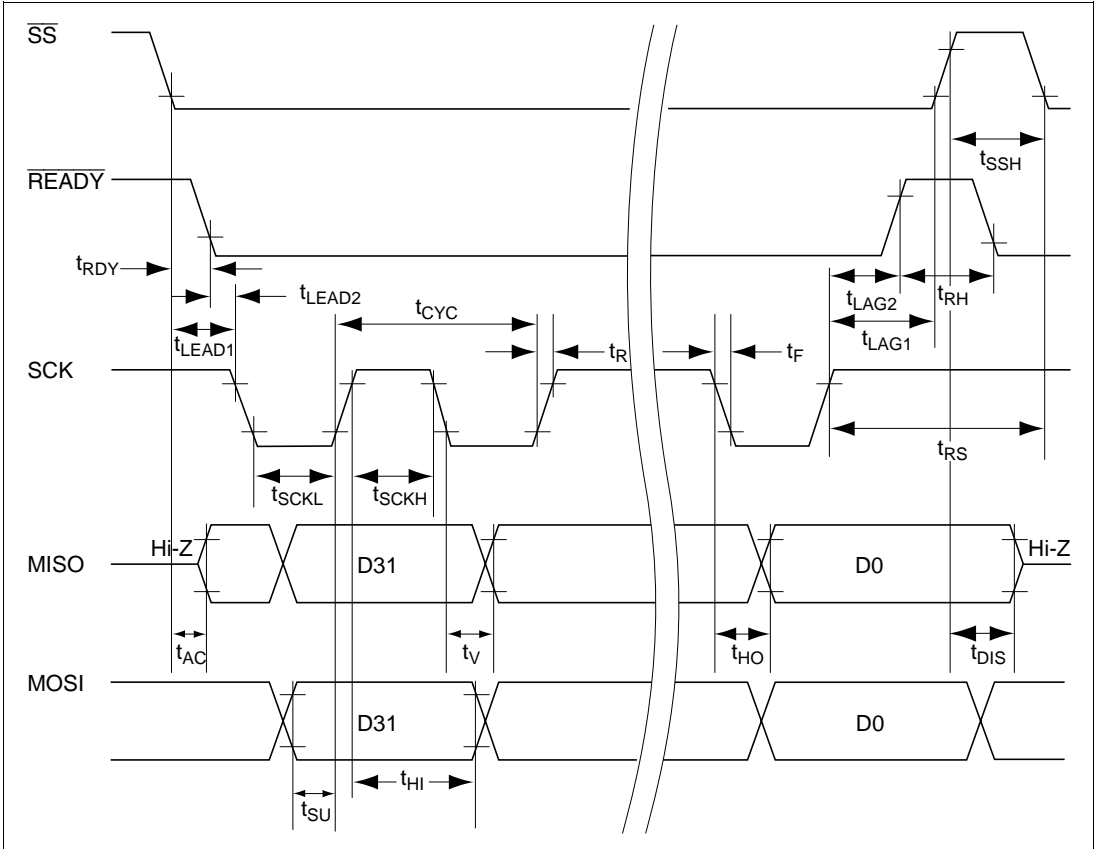 SS
tSSH
READY
tRDY
tLEAD2
tLEAD1
tCYC
tLAG2
tRH
tLAG1
tR
tF
SCK
tRS
tSCKL
tSCKH
Hi-Z
Hi-Z
MISO
D31
D0
tAC
tV
tHO
tDIS
MOSI
D31
D0
tHI
tSU